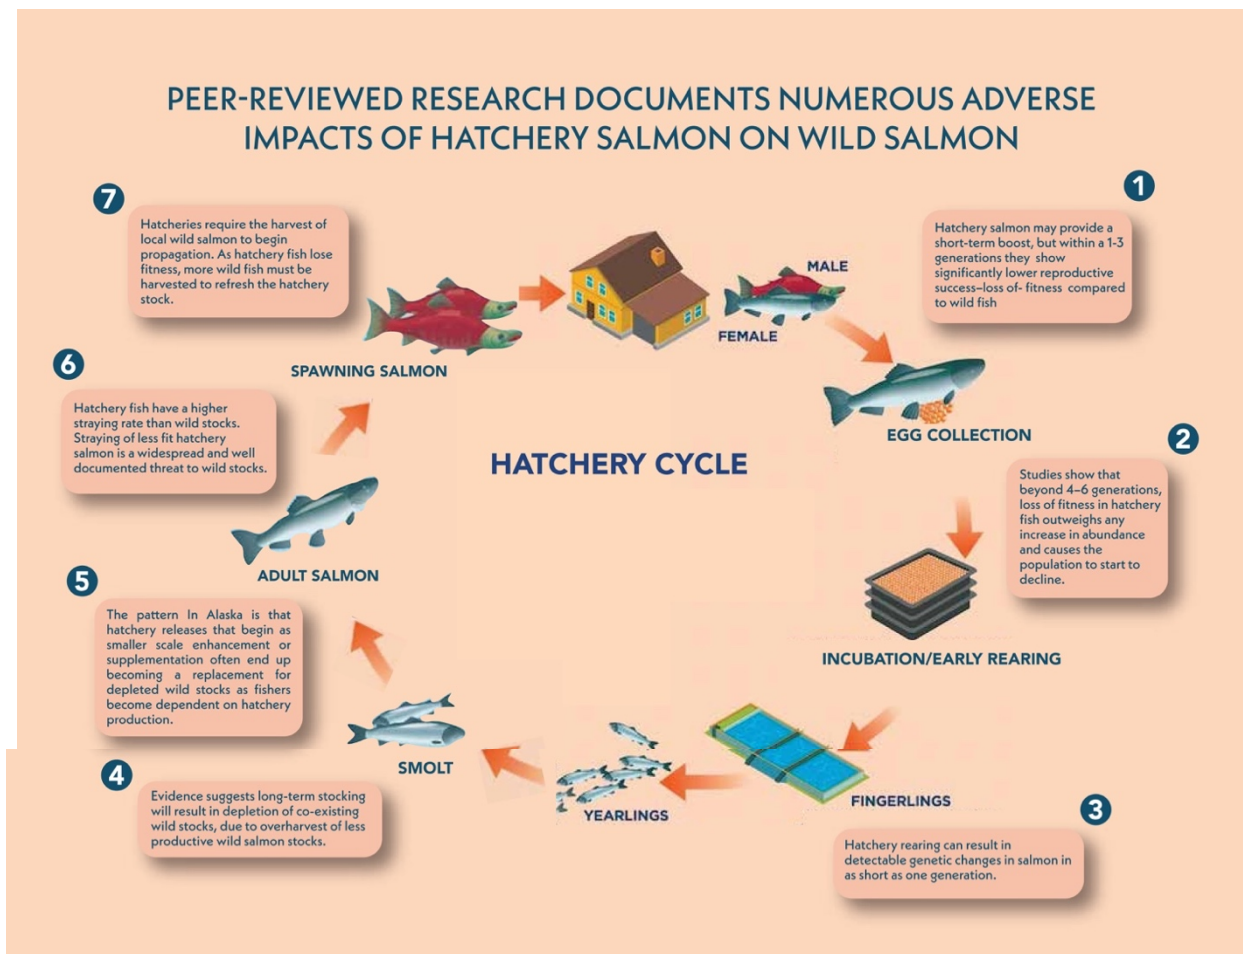 PEER-REVIEWED RESEARCH DOCUMENTS NUMEROUS ADVERSE
IMPACTS OF HATCHERY SALMON ON WILD SALMON
1
Hatchery salmon may provide a
short-term boost, but within a 1-3
generations they show
significantly lower reproductive
success–loss of- fitness compared
to wild fish
2
Studies show that
beyond 4–6 generations,
loss of fitness in hatchery
fish outweighs any
increase in abundance
and causes the
population to start to
decline.
3
Hatchery rearing can result in
detectable genetic changes in salmon in
as short as one generation.
4
Evidence suggests long-term stocking
will result in depletion of co-existing
wild stocks, due to overharvest of less
productive wild salmon stocks.
5
The pattern In Alaska is that
hatchery releases that begin as
smaller scale enhancement or
supplementation often end up
becoming a replacement for
depleted wild stocks as fishers
become dependent on hatchery
production.
6
Hatchery fish have a higher
straying rate than wild stocks.
Straying of less fit hatchery
salmon is a widespread and well
documented threat to wild stocks.
7
Hatcheries require the harvest of
local wild salmon to begin
propagation. As hatchery fish lose
fitness, more wild fish must be
harvested to refresh the hatchery
stock.
HATCHERY CYCLE
MALE
FEMALE
EGG COLLECTION
INCUBATION/EARLY REARING
FINGERLINGS
YEARLINGS
SMOLT
ADULT SALMON
SPAWNING SALMON